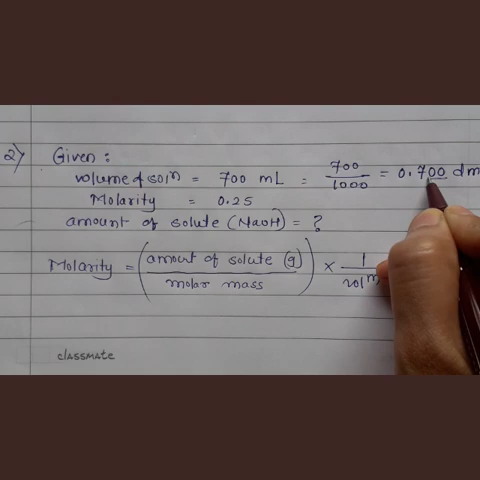 2) Given :
volume of solⁿ = 700 mL = 700/1000 = 0.700 dm
Molarity = 0.25
amount of solute (NaOH) = ?
Molarity = (amout of solute (g) / molar mass) × 1/volᵐ
classmate